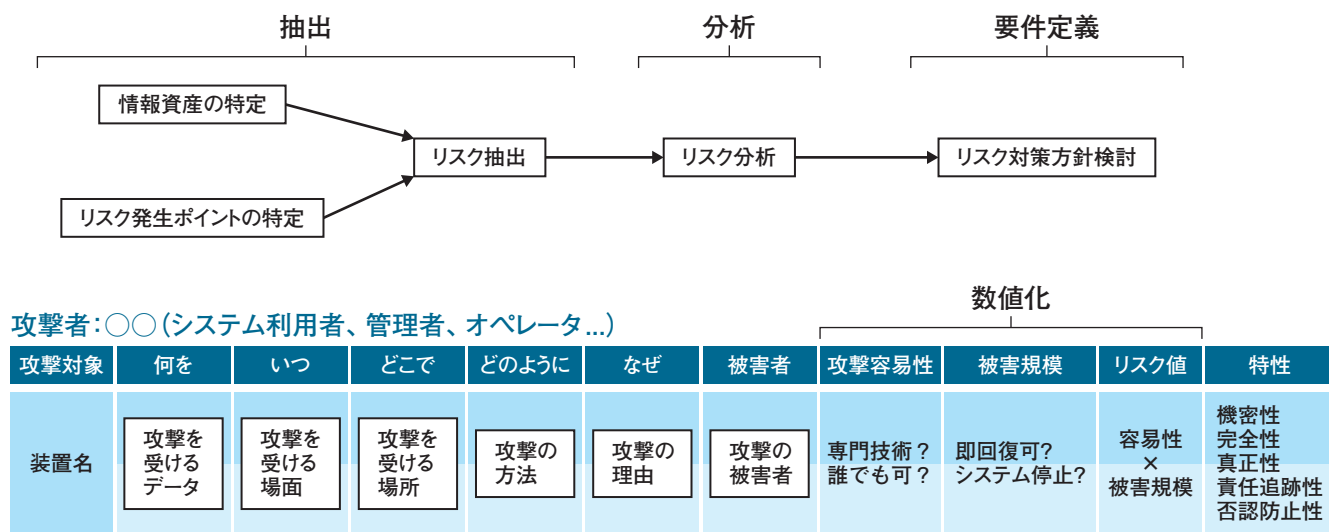 抽出
分析
要件定義
情報資産の特定
リスク抽出
リスク分析
リスク対策方針検討
リスク発生ポイントの特定
数値化
攻撃者:○○(システム利用者、管理者、オペレータ...)
攻撃対象
何を
いつ
どこで
どのように
なぜ
被害者
攻撃容易性
被害規模
リスク値
特性
装置名
攻撃を
受ける
データ
攻撃を
受ける
場面
攻撃を
受ける
場所
攻撃の
方法
攻撃の
理由
攻撃の
被害者
専門技術?
誰でも可?
即回復可?
システム停止?
容易性
×
被害規模
機密性
完全性
真正性
責任追跡性
否認防止性